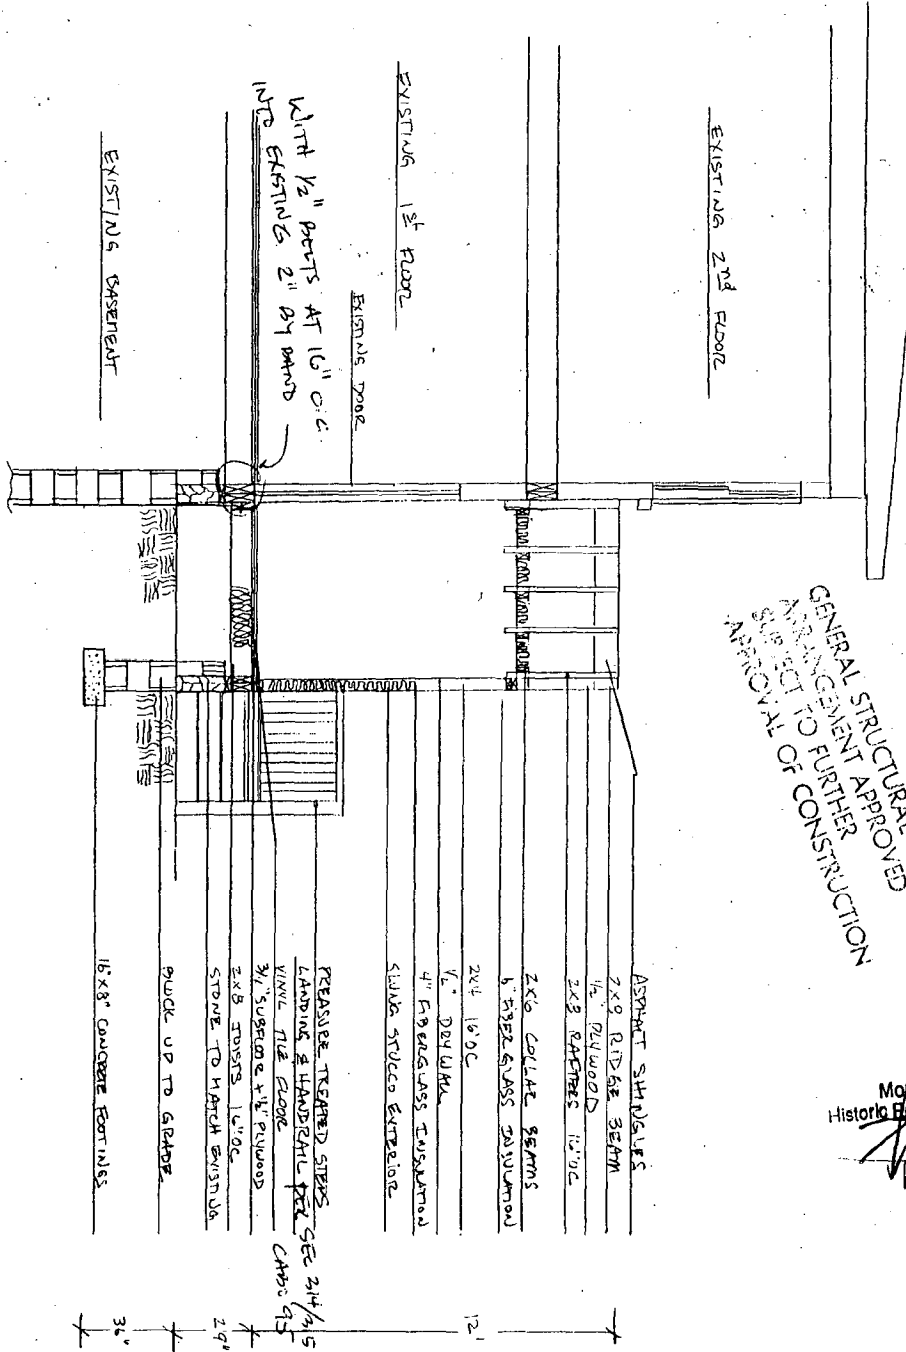 EXISTING 2nd FLOOR
EXISTING 1st FLOOR
EXISTING DOOR
WITH 1/2" BOLTS AT 16" O.C.
INTO EXISTING 2" BY BAND
EXISTING BASEMENT
GENERAL STRUCTURAL
ARRANGEMENT APPROVED
SUBJECT TO FURTHER
APPROVAL OF CONSTRUCTION
ASPHALT SHINGLES
2X8 RIDGE BEAM
1/2" PLYWOOD
2X8 RAFTERS 16"OC
2X6 COLLAR BEAMS
6" FIBERGLASS INSULATION
2X4 16"OC
1/2" DRYWALL
4" FIBERGLASS INSULATION
STUCCO EXTERIOR
PREASURE TREATED STEPS
LANDING & HANDRAIL PER SEC 314/315
CABO 95
VINYL TILE FLOOR
3/4" SUBFLOOR + 1/2" PLYWOOD
2X8 JOISTS 16"OC
STONE TO MATCH EXISTING
BLOCK UP TO GRADE
16"X8" CONCRETE FOOTINGS
12'
29"
36"
Mo
Historic